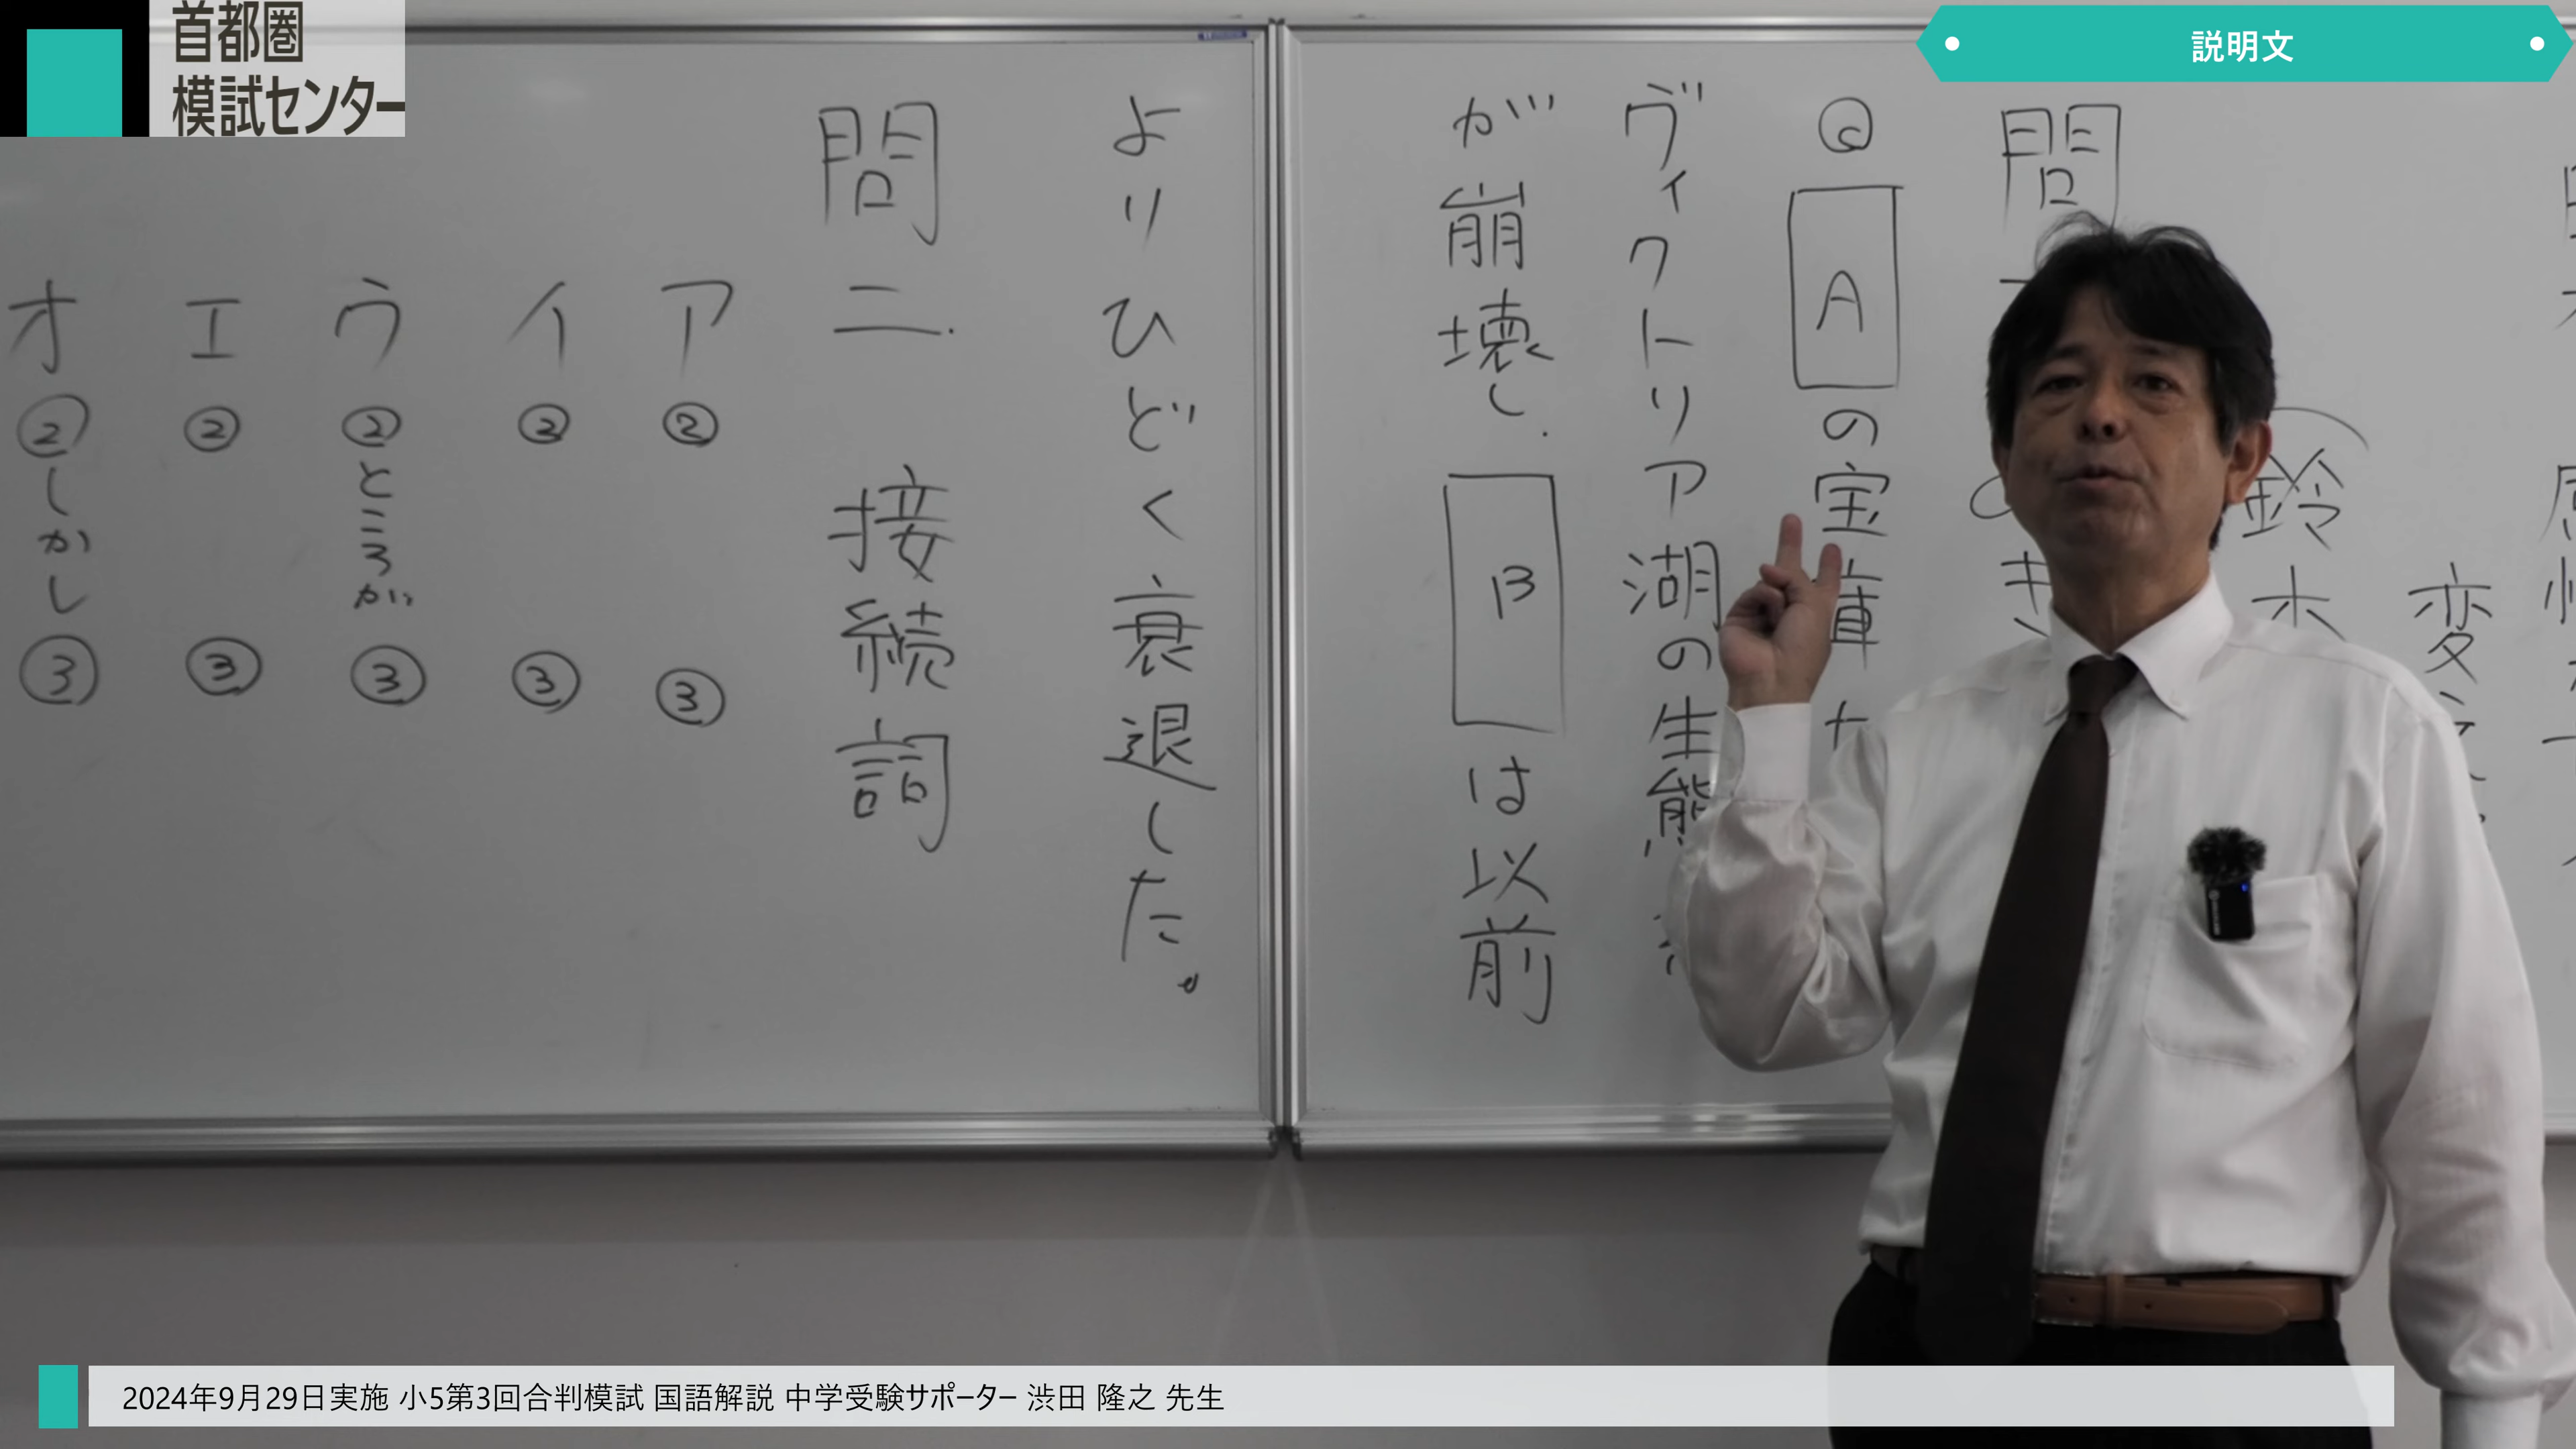 首都圏
模試センター
説明文
変
鈴木
問
◎ A の宝庫だ
ヴィクトリア湖の生態
が崩壊し、 B は以前
よりひどく衰退した。
問二. 接続詞
ア ② ③
イ ② ③
ウ ②ところが ③
エ ② ③
オ ②しかし ③
2024年9月29日実施 小5第3回合判模試 国語解説 中学受験サポーター 渋田 隆之 先生